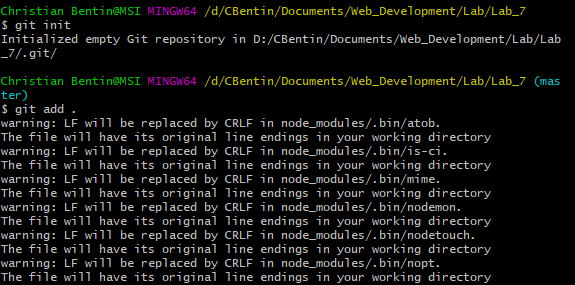 Christian Bentin@MSI MINGW64 /d/CBentin/Documents/Web_Development/Lab/Lab_7
$ git init
Initialized empty Git repository in D:/CBentin/Documents/Web_Development/Lab/Lab
_7/.git/
Christian Bentin@MSI MINGW64 /d/CBentin/Documents/Web_Development/Lab/Lab_7 (mas
ter)
$ git add .
warning: LF will be replaced by CRLF in node_modules/.bin/atob.
The file will have its original line endings in your working directory
warning: LF will be replaced by CRLF in node_modules/.bin/is-ci.
The file will have its original line endings in your working directory
warning: LF will be replaced by CRLF in node_modules/.bin/mime.
The file will have its original line endings in your working directory
warning: LF will be replaced by CRLF in node_modules/.bin/nodemon.
The file will have its original line endings in your working directory
warning: LF will be replaced by CRLF in node_modules/.bin/nodetouch.
The file will have its original line endings in your working directory
warning: LF will be replaced by CRLF in node_modules/.bin/nopt.
The file will have its original line endings in your working directory